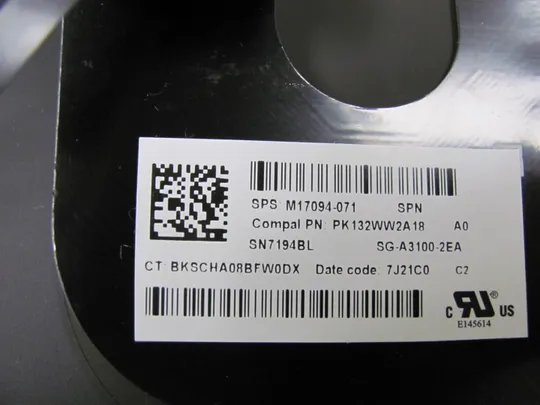 SPS M17094-071 SPN
Compal PN: PK132WW2A18 A0
SN7194BL SG-A3100-2EA
CT: BKSCHA08BFW0DX Date code: 7J21C0 C2
c RU® US
E145614